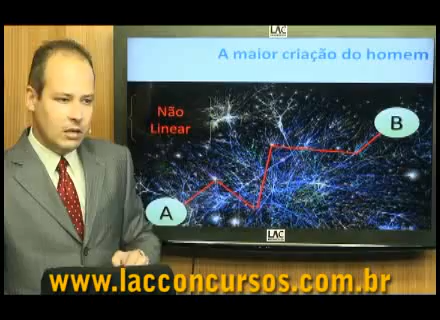 LAC
A maior criação do homem
Não
Linear
B
A
LAC
www.lacconcursos.com.br